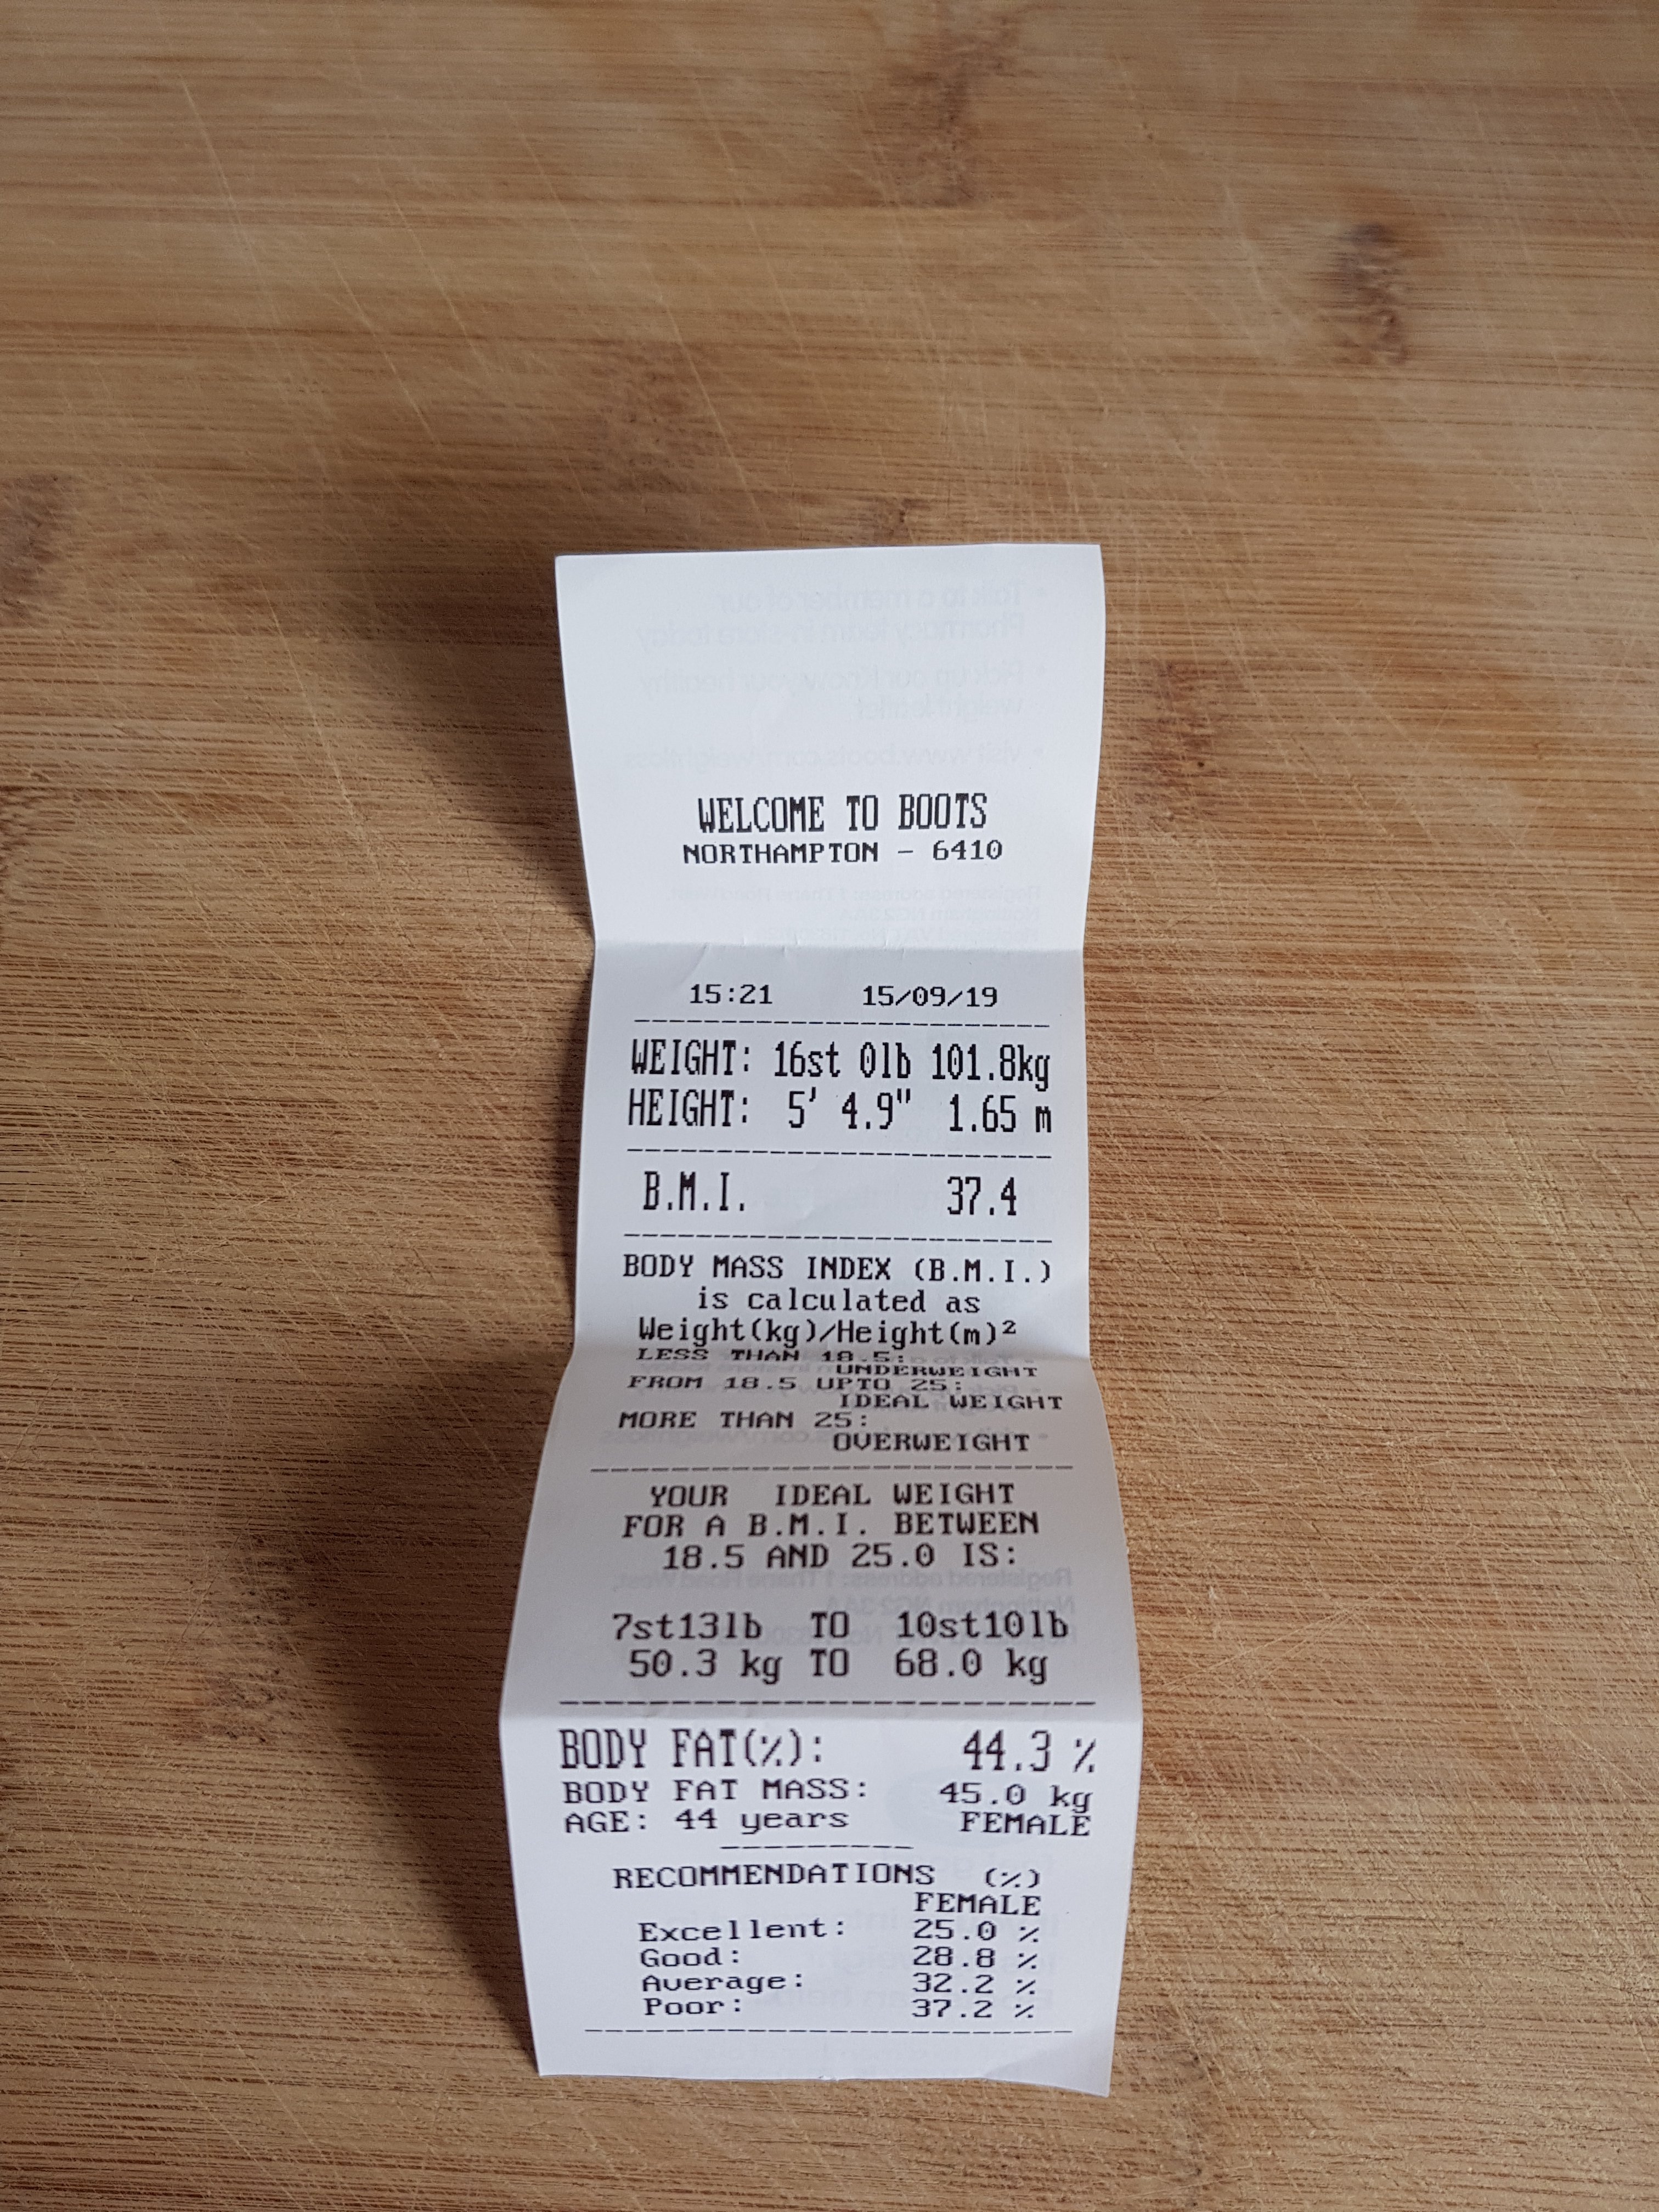 WELCOME TO BOOTS
NORTHAMPTON - 6410
15:21 15/09/19
WEIGHT: 16st 0lb 101.8kg
HEIGHT: 5' 4.9" 1.65 m
B.M.I. 37.4
BODY MASS INDEX (B.M.I.)
is calculated as
Weight(kg)/Height(m)²
LESS THAN 18.5:
UNDERWEIGHT
FROM 18.5 UPTO 25:
IDEAL WEIGHT
MORE THAN 25:
OVERWEIGHT
YOUR IDEAL WEIGHT
FOR A B.M.I. BETWEEN
18.5 AND 25.0 IS:
7st13lb TO 10st10lb
50.3 kg TO 68.0 kg
BODY FAT(%): 44.3 %
BODY FAT MASS: 45.0 kg
AGE: 44 years FEMALE
RECOMMENDATIONS (%)
FEMALE
Excellent: 25.0 %
Good: 28.8 %
Average: 32.2 %
Poor: 37.2 %